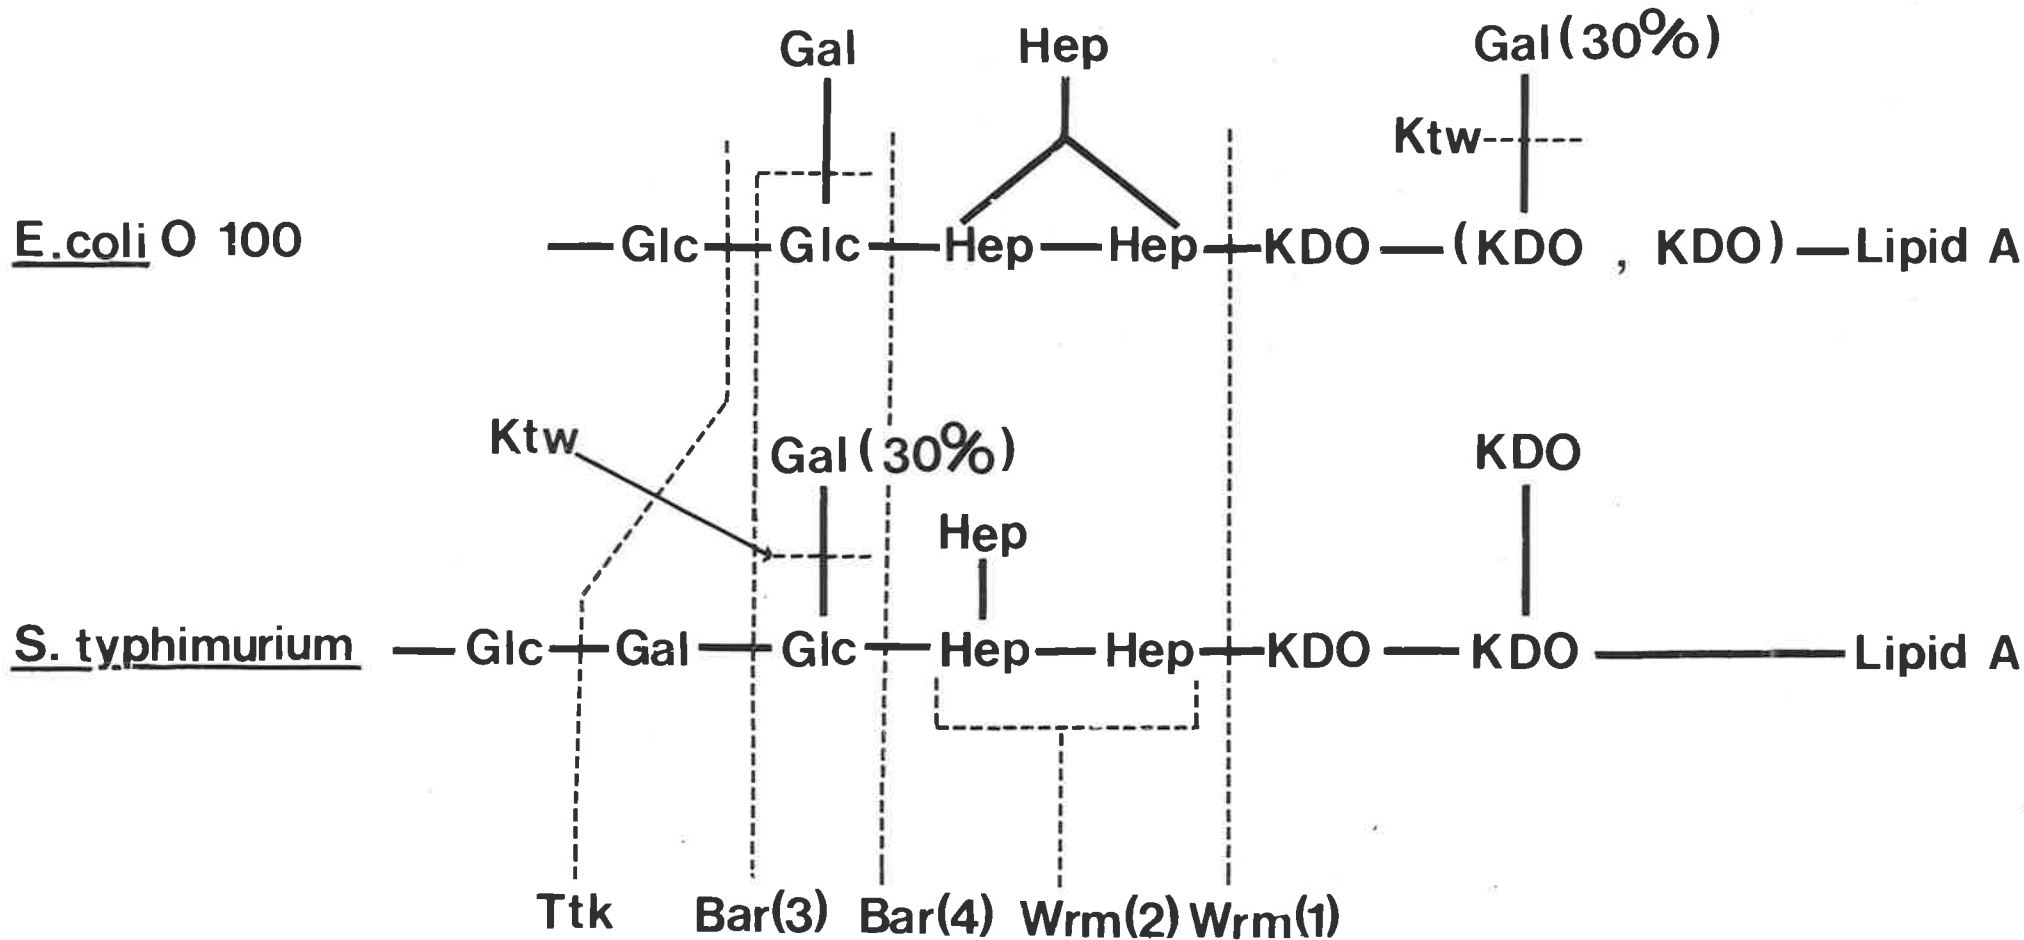 Gal Hep Gal(30%)
Ktw
E.coli O 100 Glc Glc Hep Hep KDO (KDO , KDO) Lipid A
Ktw Gal(30%) KDO
Hep
S. typhimurium Glc Gal Glc Hep Hep KDO KDO Lipid A
Ttk Bar(3) Bar(4) Wrm(2) Wrm(1)